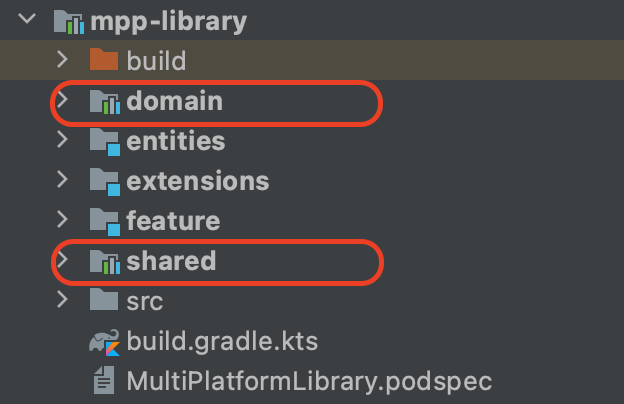 mpp-library
build
domain
entities
extensions
feature
shared
src
build.gradle.kts
MultiPlatformLibrary.podspec